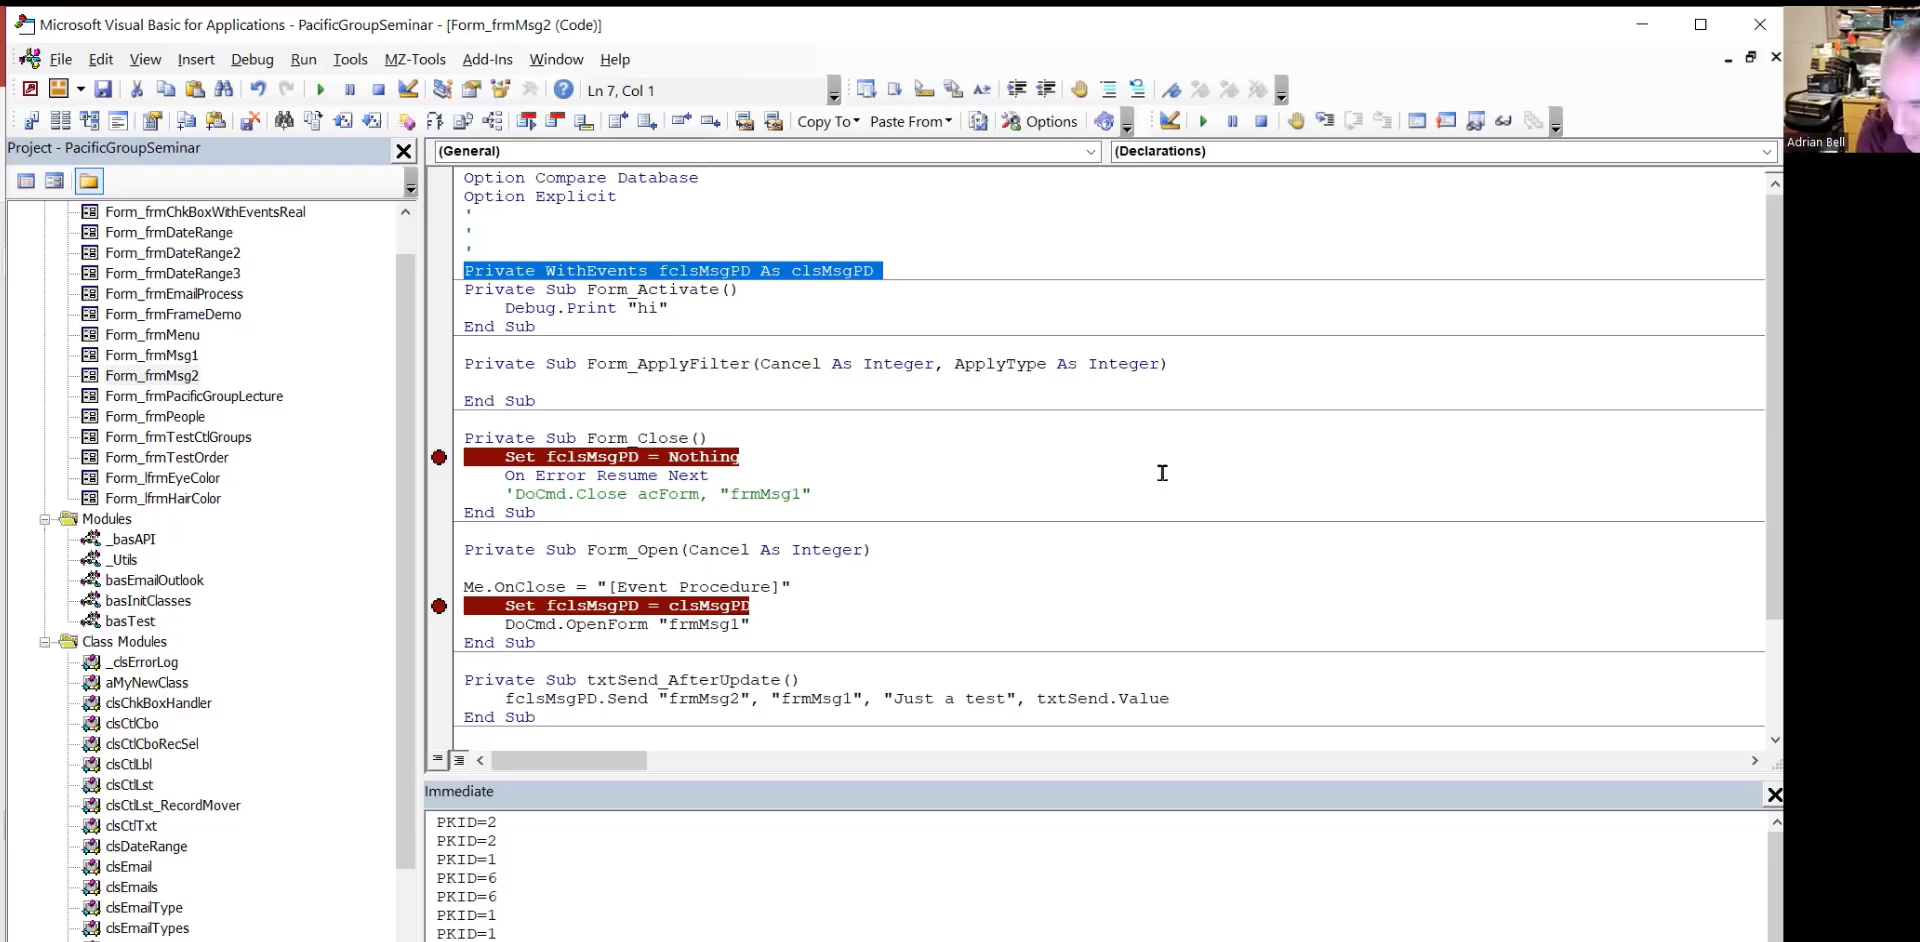 Microsoft Visual Basic for Applications - PacificGroupSeminar - [Form_frmMsg2 (Code)]
File Edit View Insert Debug Run Tools MZ-Tools Add-Ins Window Help
Ln 7, Col 1
Copy To Paste From Options
Adrian Bell
Project - PacificGroupSeminar
(General) (Declarations)
Form_frmChkBoxWithEventsReal
Form_frmDateRange
Form_frmDateRange2
Form_frmDateRange3
Form_frmEmailProcess
Form_frmFrameDemo
Form_frmMenu
Form_frmMsg1
Form_frmMsg2
Form_frmPacificGroupLecture
Form_frmPeople
Form_frmTestCtlGroups
Form_frmTestOrder
Form_lfrmEyeColor
Form_lfrmHairColor
Modules
_basAPI
_Utils
basEmailOutlook
basInitClasses
basTest
Class Modules
_clsErrorLog
aMyNewClass
clsChkBoxHandler
clsCtlCbo
clsCtlCboRecSel
clsCtlLbl
clsCtlLst
clsCtlLst_RecordMover
clsCtlTxt
clsDateRange
clsEmail
clsEmails
clsEmailType
clsEmailTypes
Option Compare Database
Option Explicit
'
'
'
Private WithEvents fclsMsgPD As clsMsgPD
Private Sub Form_Activate()
Debug.Print "hi"
End Sub
Private Sub Form_ApplyFilter(Cancel As Integer, ApplyType As Integer)
End Sub
Private Sub Form_Close()
Set fclsMsgPD = Nothing
On Error Resume Next
'DoCmd.Close acForm, "frmMsg1"
End Sub
Private Sub Form_Open(Cancel As Integer)
Me.OnClose = "[Event Procedure]"
Set fclsMsgPD = clsMsgPD
DoCmd.OpenForm "frmMsg1"
End Sub
Private Sub txtSend_AfterUpdate()
fclsMsgPD.Send "frmMsg2", "frmMsg1", "Just a test", txtSend.Value
End Sub
Immediate
PKID=2
PKID=2
PKID=1
PKID=6
PKID=6
PKID=1
PKID=1